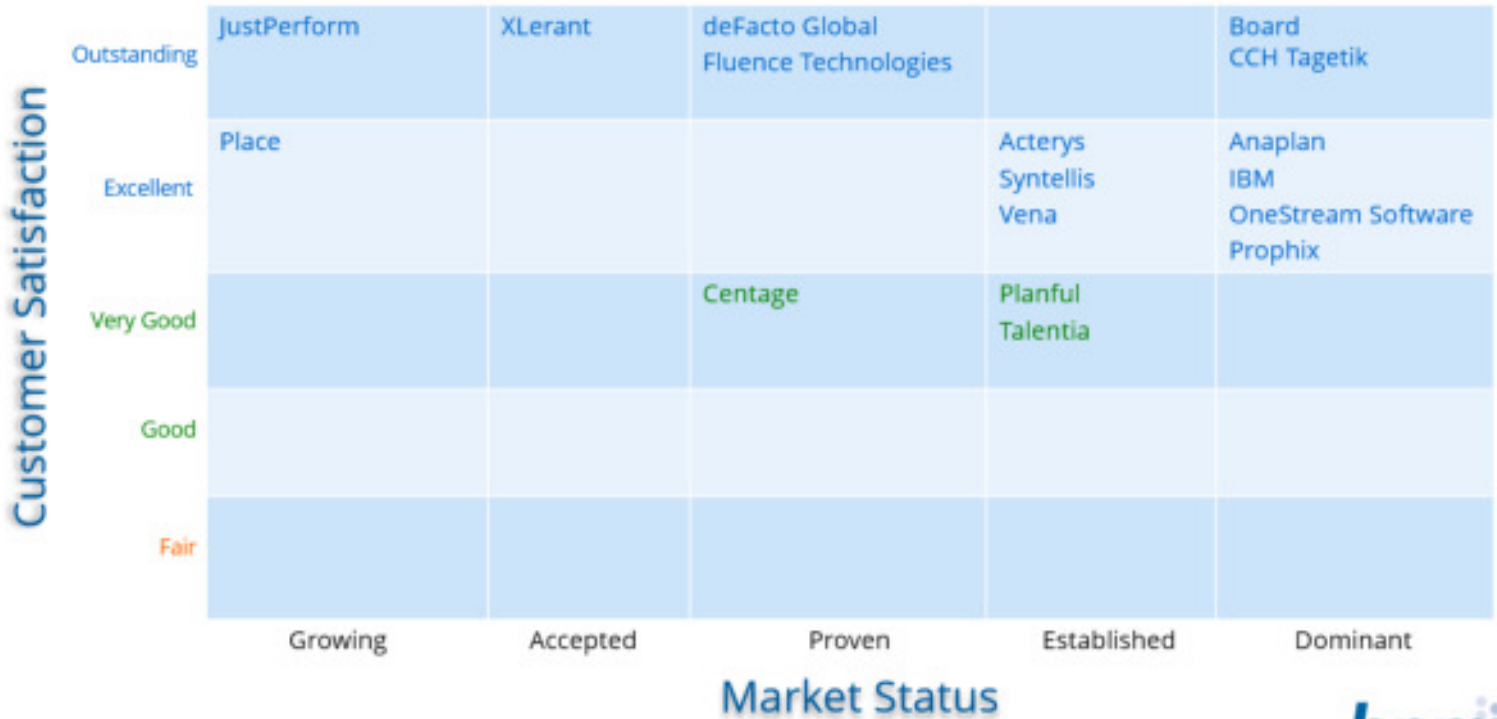 Customer Satisfaction
Outstanding
JustPerform
XLerant
deFacto Global
Fluence Technologies
Board
CCH Tagetik
Excellent
Place
Acterys
Syntellis
Vena
Anaplan
IBM
OneStream Software
Prophix
Very Good
Centage
Planful
Talentia
Good
Fair
Growing
Accepted
Proven
Established
Dominant
Market Status